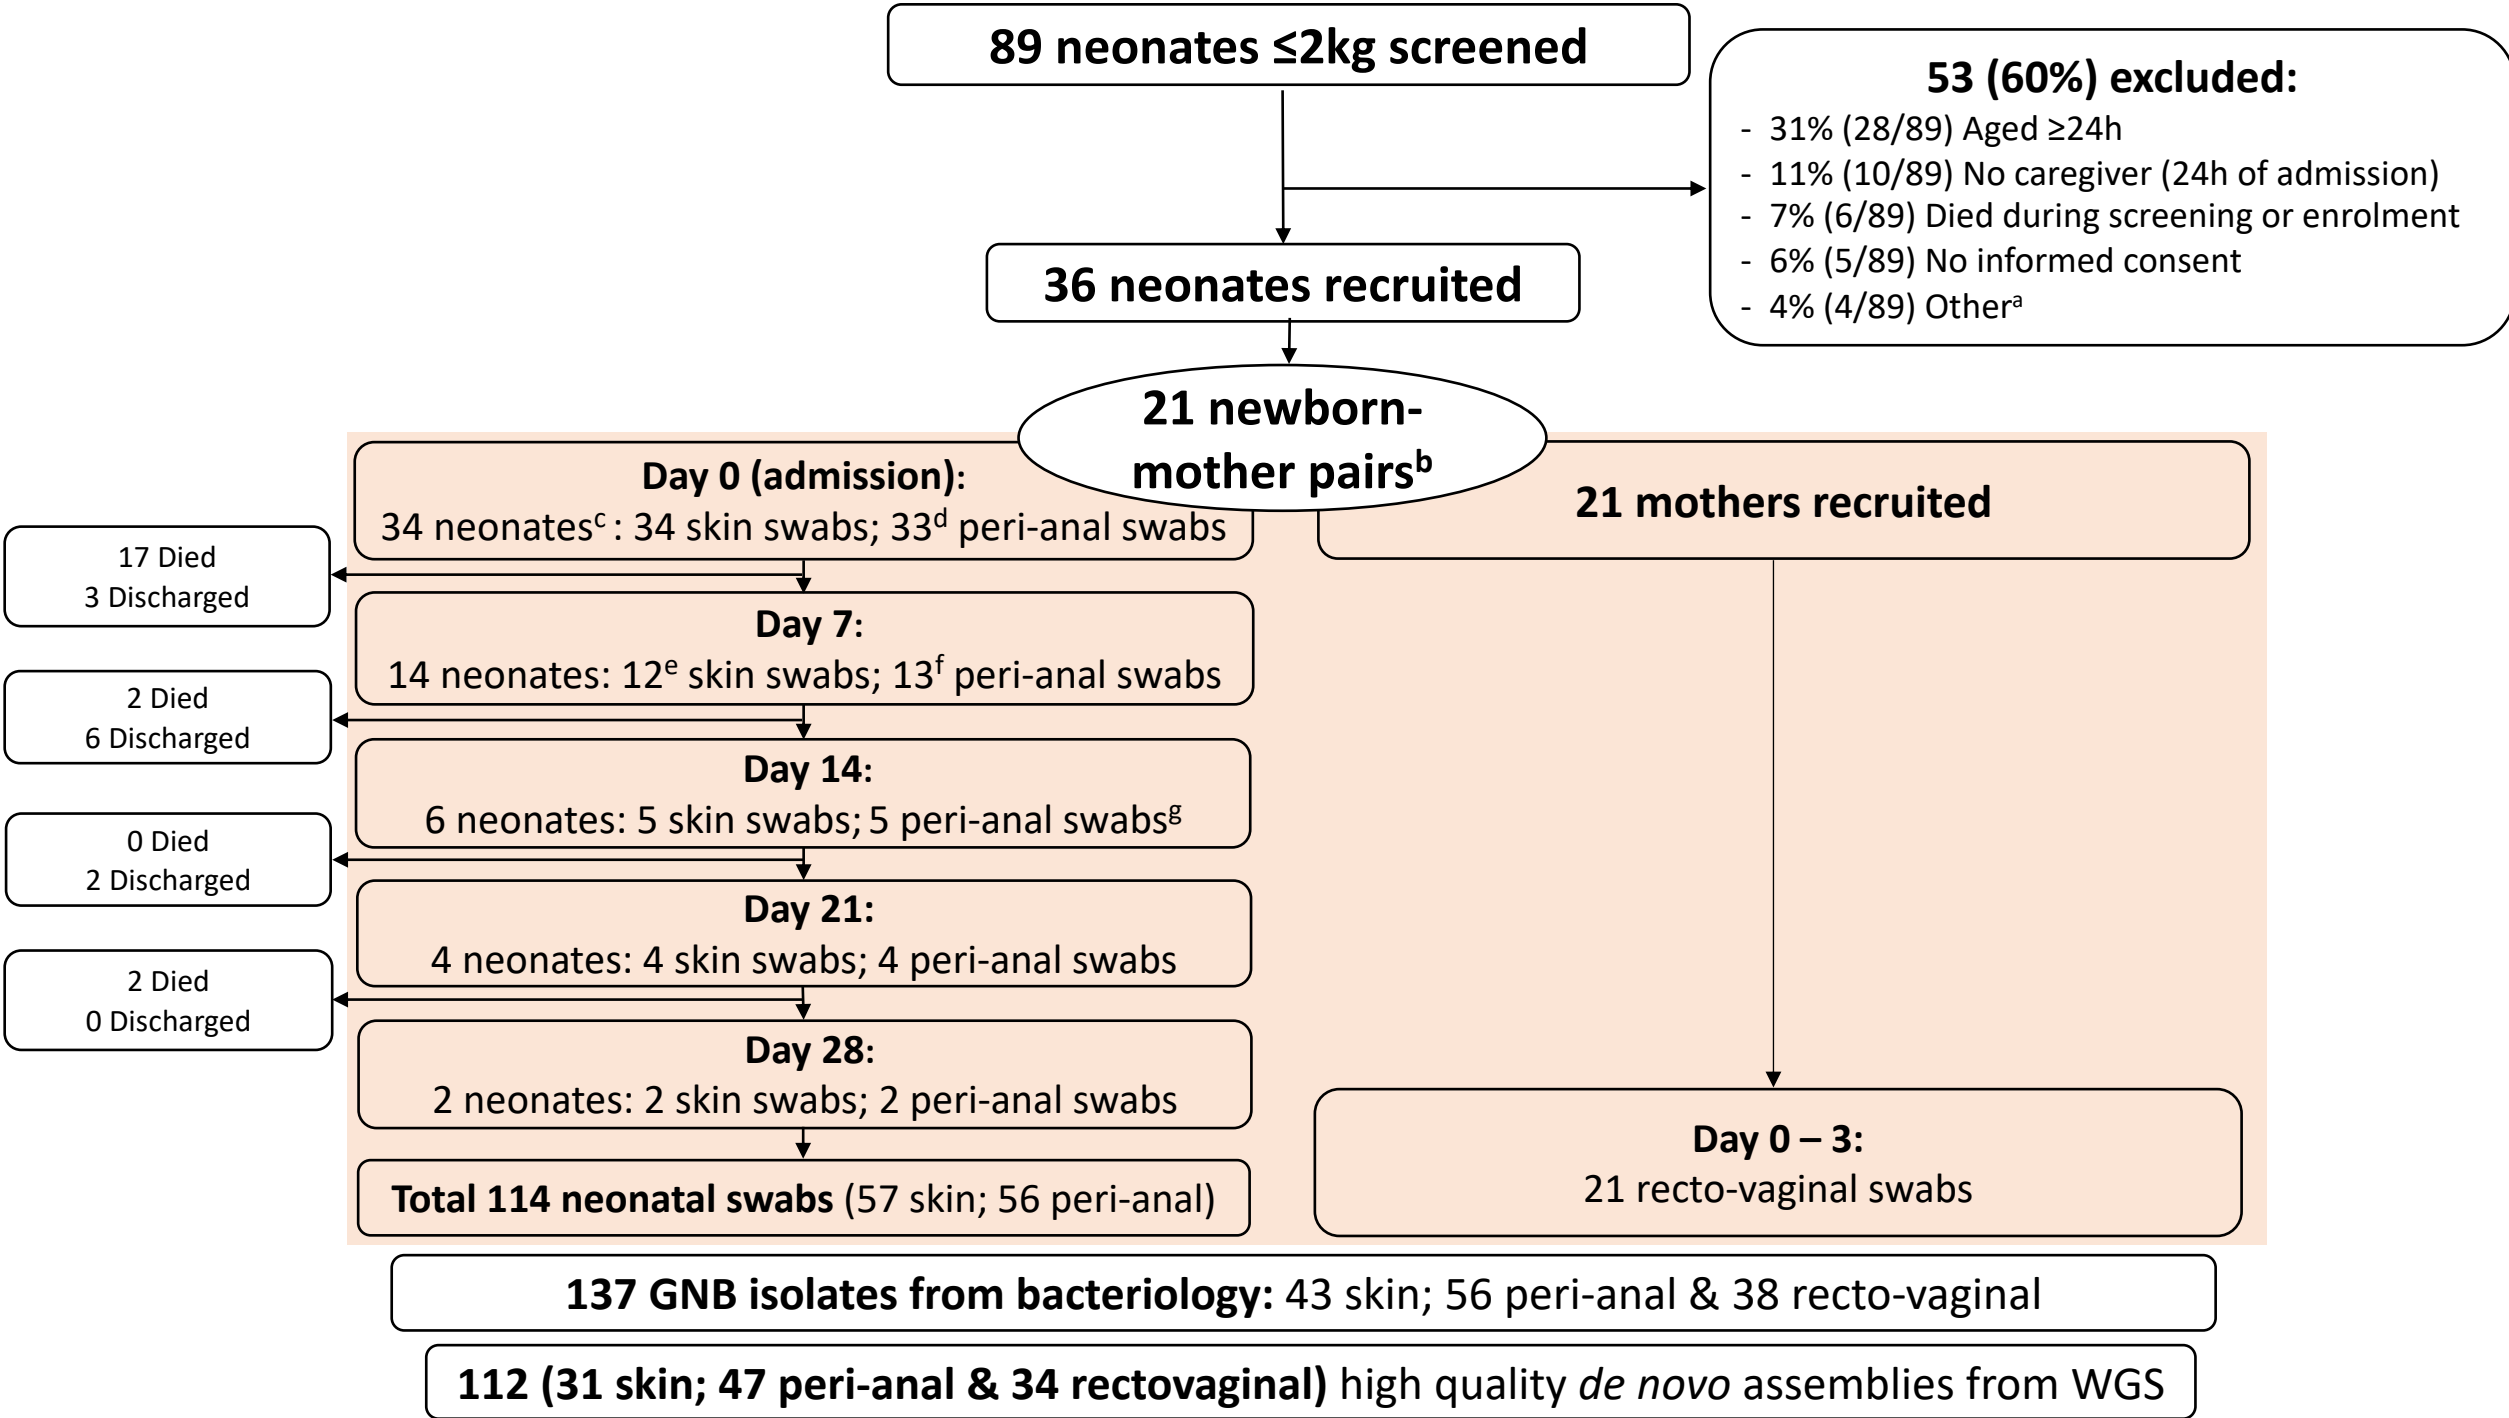 89 neonates ≤2kg screened
53 (60%) excluded:
- 31% (28/89) Aged ≥24h
- 11% (10/89) No caregiver (24h of admission)
- 7% (6/89) Died during screening or enrolment
- 6% (5/89) No informed consent
- 4% (4/89) Otherᵃ
36 neonates recruited
21 newborn-
mother pairsᵇ
Day 0 (admission):
34 neonatesᶜ : 34 skin swabs; 33ᵈ peri-anal swabs
21 mothers recruited
17 Died
3 Discharged
Day 7:
14 neonates: 12ᵉ skin swabs; 13ᶠ peri-anal swabs
2 Died
6 Discharged
Day 14:
6 neonates: 5 skin swabs; 5 peri-anal swabsᵍ
0 Died
2 Discharged
Day 21:
4 neonates: 4 skin swabs; 4 peri-anal swabs
2 Died
0 Discharged
Day 28:
2 neonates: 2 skin swabs; 2 peri-anal swabs
Day 0 – 3:
21 recto-vaginal swabs
Total 114 neonatal swabs (57 skin; 56 peri-anal)
137 GNB isolates from bacteriology: 43 skin; 56 peri-anal & 38 recto-vaginal
112 (31 skin; 47 peri-anal & 34 rectovaginal) high quality de novo assemblies from WGS